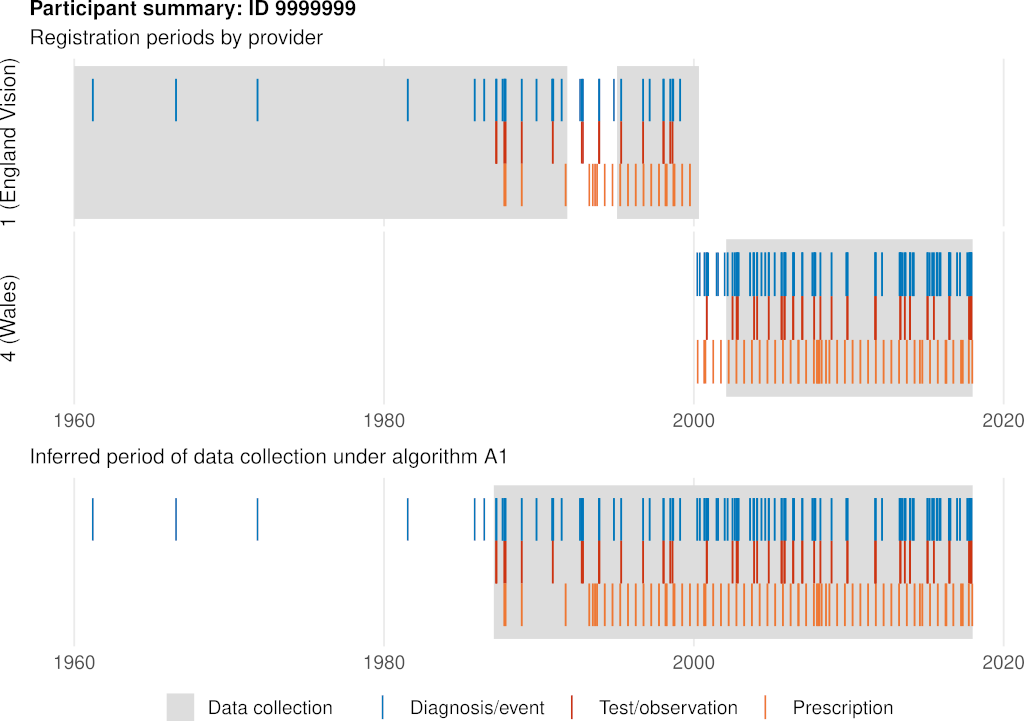 Participant summary: ID 9999999
Registration periods by provider
1 (England Vision)
4 (Wales)
1960 1980 2000 2020
Inferred period of data collection under algorithm A1
1960 1980 2000 2020
Data collection Diagnosis/event Test/observation Prescription